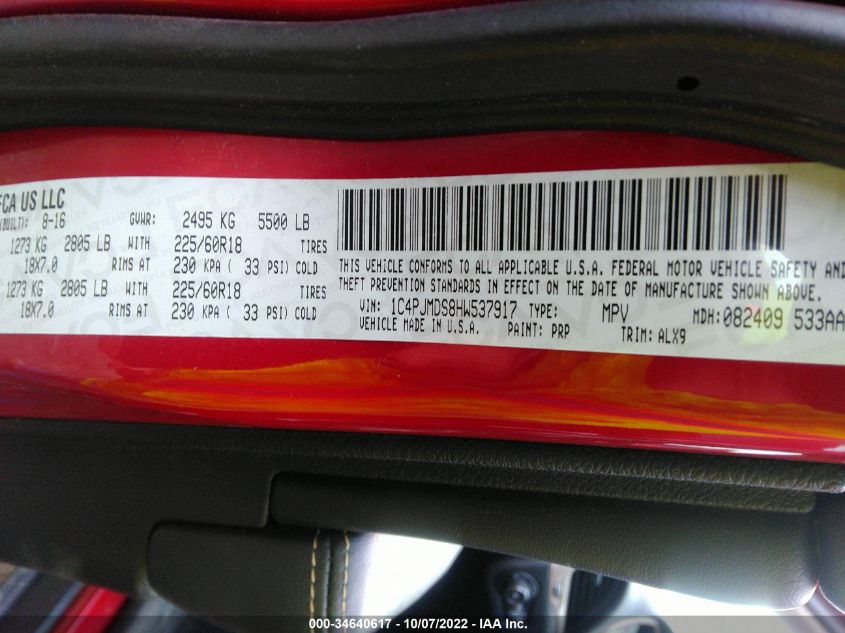 FCA US LLC
(BUILT): 8-16 GVWR: 2495 KG 5500 LB
1273 KG 2805 LB WITH 225/60R18 TIRES
18X7.0 RIMS AT 230 KPA ( 33 PSI) COLD
1273 KG 2805 LB WITH 225/60R18 TIRES
18X7.0 RIMS AT 230 KPA ( 33 PSI) COLD
THIS VEHICLE CONFORMS TO ALL APPLICABLE U.S.A. FEDERAL MOTOR VEHICLE SAFETY AND
THEFT PREVENTION STANDARDS IN EFFECT ON THE DATE OF MANUFACTURE SHOWN ABOVE.
VIN: 1C4PJMDS8HW537917 TYPE: MPV MDH: 082409 533AA
VEHICLE MADE IN U.S.A. PAINT: PRP TRIM: ALX9
000-34640617 - 10/07/2022 - IAA Inc.